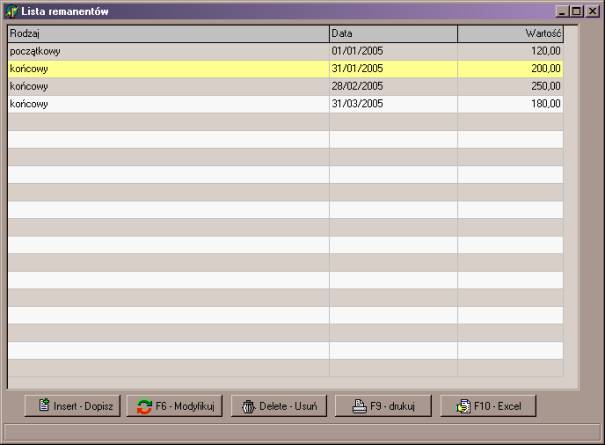 Lista remanentów
Rodzaj Data Wartość
początkowy 01/01/2005 120,00
końcowy 31/01/2005 200,00
końcowy 28/02/2005 250,00
końcowy 31/03/2005 180,00
Insert - Dopisz F6 - Modyfikuj Delete - Usuń F9 - drukuj F10 - Excel